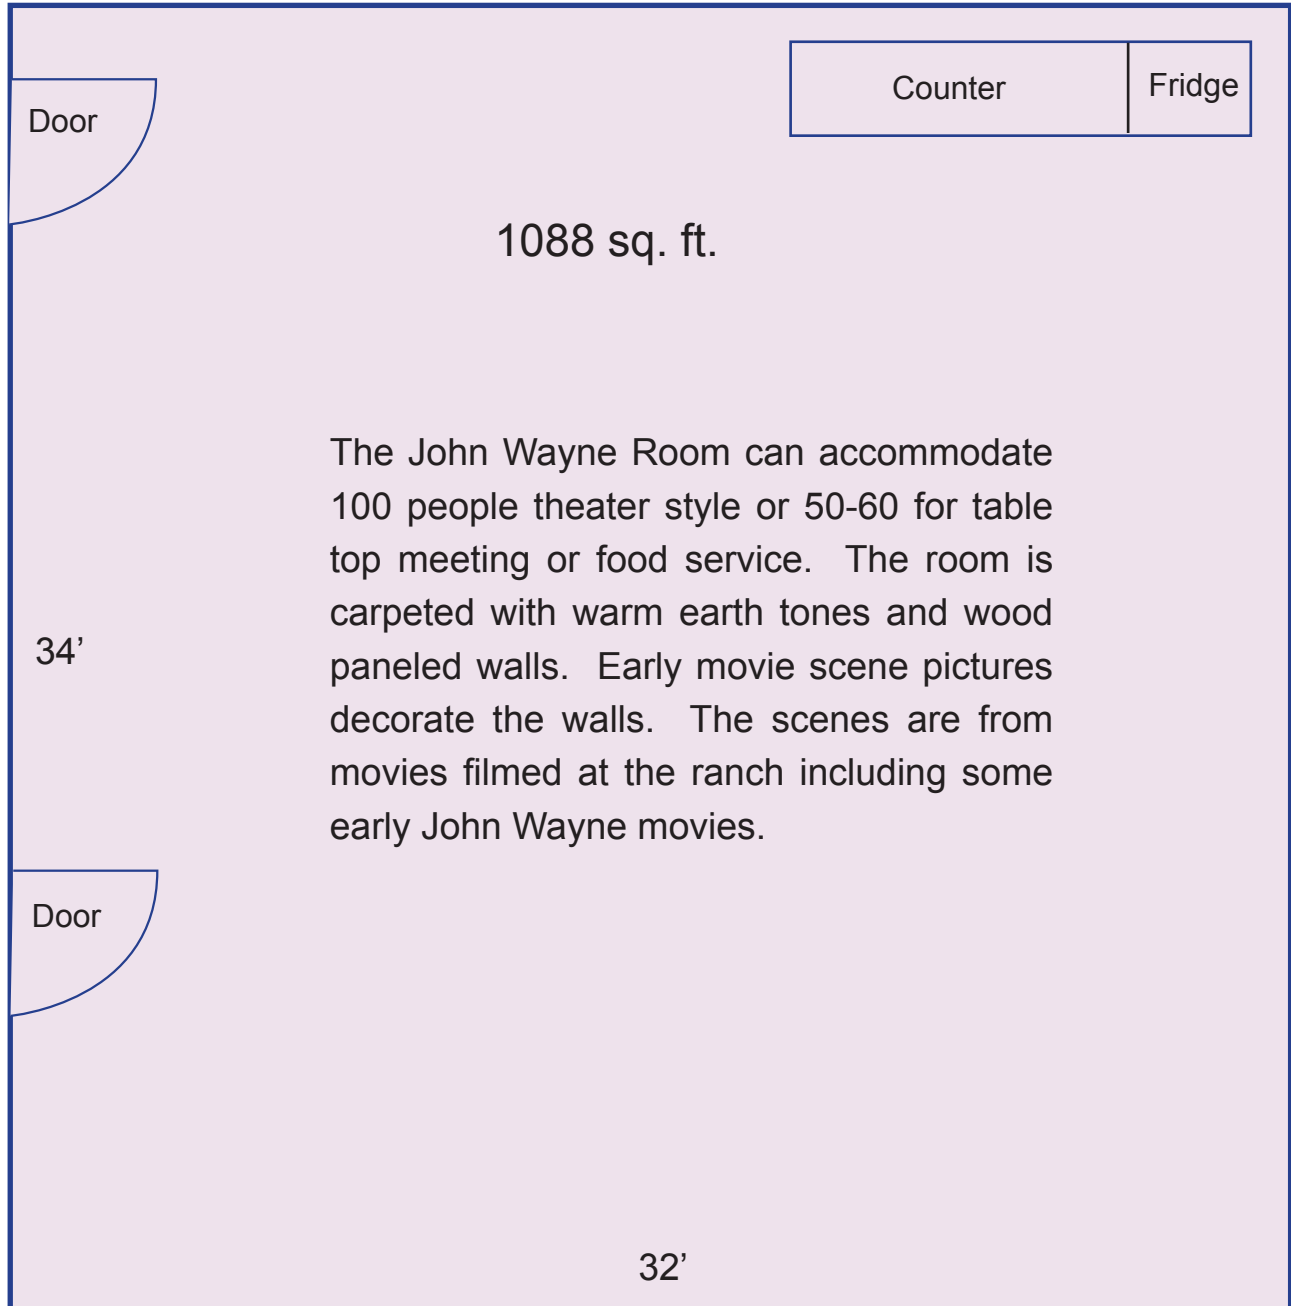 Counter
Fridge
Door
1088 sq. ft.
The John Wayne Room can accommodate
100 people theater style or 50-60 for table
top meeting or food service. The room is
carpeted with warm earth tones and wood
paneled walls. Early movie scene pictures
decorate the walls. The scenes are from
movies filmed at the ranch including some
early John Wayne movies.
34’
Door
32’